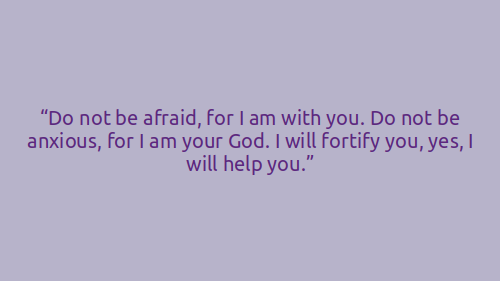 “Do not be afraid, for I am with you. Do not be
anxious, for I am your God. I will fortify you, yes, I
will help you.”